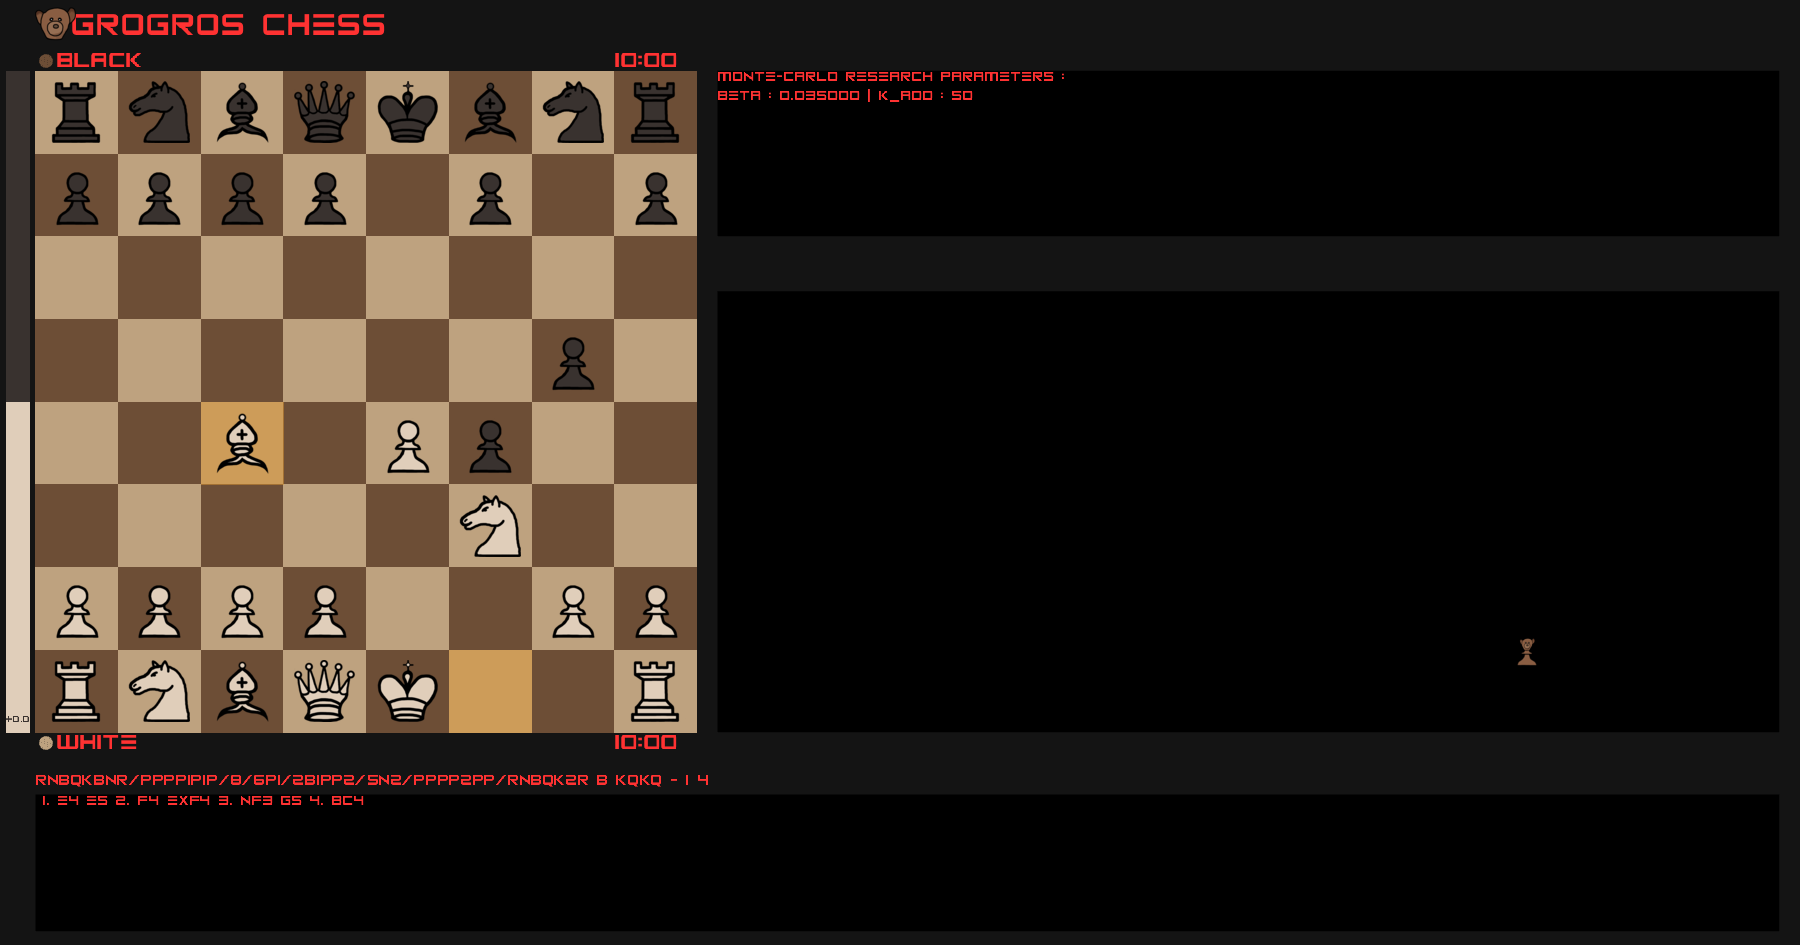 GROGROS CHESS
BLACK 10:00
MONTE-CARLO RESEARCH PARAMETERS :
BETA : 0.035000 | K_ADD : 50
+0.0
WHITE 10:00
RNBQKBNR/PPPP1P1P/8/6P1/2B1PP2/5N2/PPPP2PP/RNBQK2R B KQKQ - 1 4
1. E4 E5 2. F4 EXF4 3. NF3 G5 4. BC4